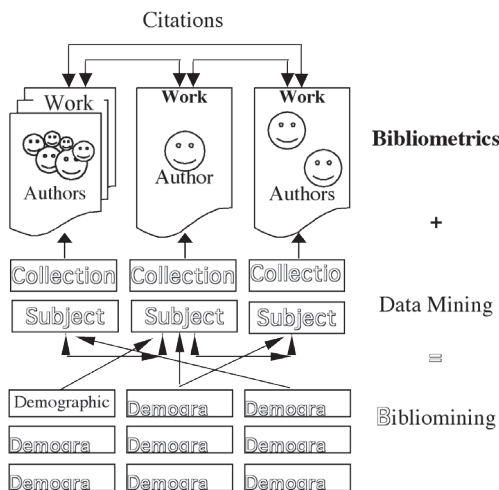 Citations
Work
Work
Work
Authors
Author
Authors
Bibliometrics
+
Collection
Collection
Collectio
Data Mining
Subject
Subject
Subject
=
Demographic
Demogra
Demogra
Bibliomining
Demogra
Demogra
Demogra
Demogra
Demogra
Demogra